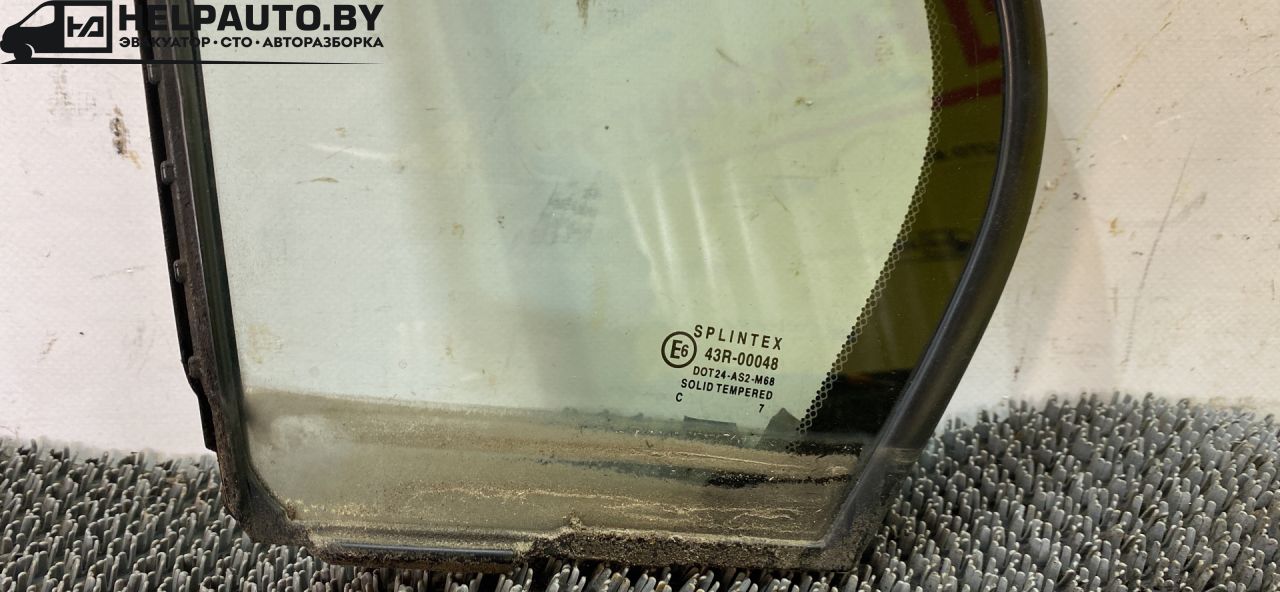 HELPAUTO.BY
ЭВАКУАТОР • СТО • АВТОРАЗБОРКА
SPLINTEX
E6 43R-00048
DOT24-AS2-M68
SOLID TEMPERED
C 7